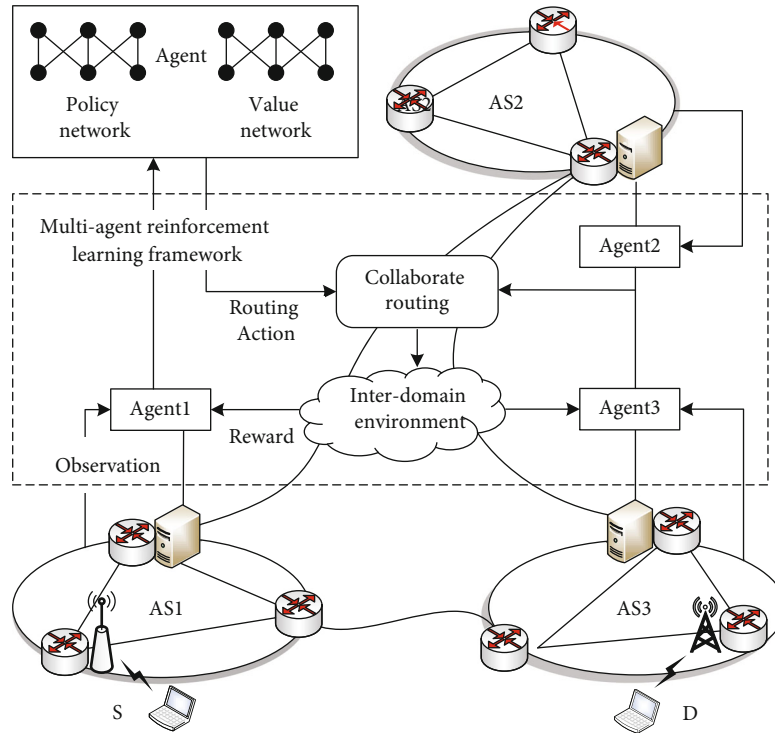 Agent
Policy
network
Value
network
AS2
AS2
Multi-agent reinforcement
learning framework
Agent2
Collaborate
routing
Routing
Action
Inter-domain
environment
Agent1
Reward
Agent3
Observation
AS1
AS3
S
D